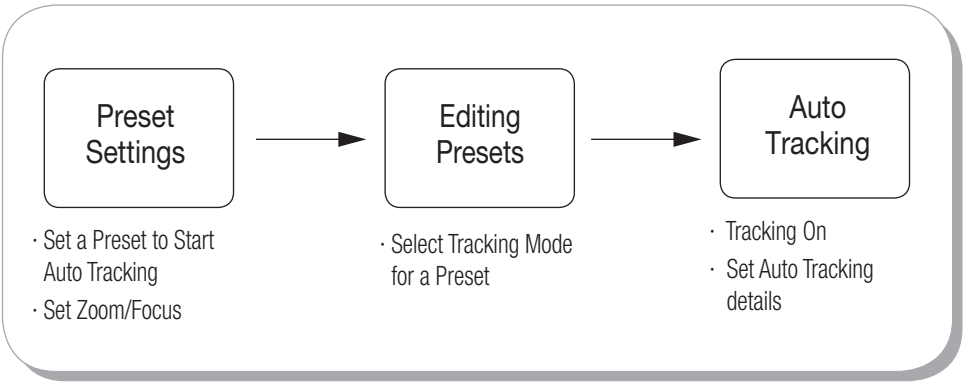 Preset
Settings
Editing
Presets
Auto
Tracking
· Set a Preset to Start
Auto Tracking
· Set Zoom/Focus
· Select Tracking Mode
for a Preset
· Tracking On
· Set Auto Tracking
details